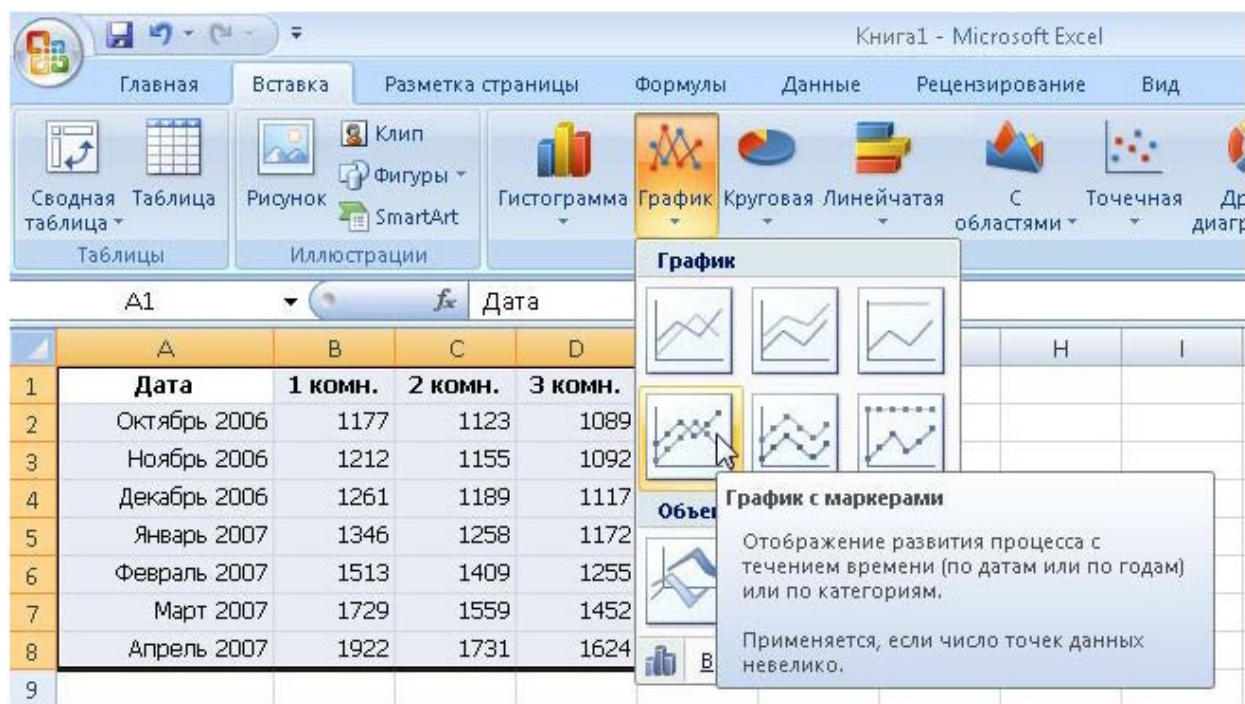 Книга1 - Microsoft Excel
Главная Вставка Разметка страницы Формулы Данные Рецензирование Вид
Сводная таблица
Таблица
Рисунок
Клип
Фигуры
SmartArt
Гистограмма
График
Круговая
Линейчатая
С областями
Точечная
Таблицы
Иллюстрации
A1 fx Дата
График
A B C D H I
1 Дата 1 комн. 2 комн. 3 комн.
2 Октябрь 2006 1177 1123 1089
3 Ноябрь 2006 1212 1155 1092
4 Декабрь 2006 1261 1189 1117
5 Январь 2007 1346 1258 1172
6 Февраль 2007 1513 1409 1255
7 Март 2007 1729 1559 1452
8 Апрель 2007 1922 1731 1624
9
График с маркерами
Отображение развития процесса с
течением времени (по датам или по годам)
или по категориям.
Применяется, если число точек данных
невелико.